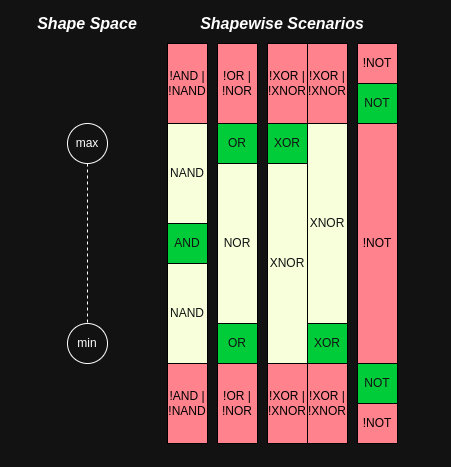 Shape Space
Shapewise Scenarios
!AND |
!NAND
!OR |
!NOR
!XOR |
!XNOR
!XOR |
!XNOR
!NOT
NOT
max
NAND
OR
XOR
XNOR
AND
NOR
!NOT
XNOR
NAND
min
OR
XOR
!AND |
!NAND
!OR |
!NOR
!XOR |
!XNOR
!XOR |
!XNOR
NOT
!NOT